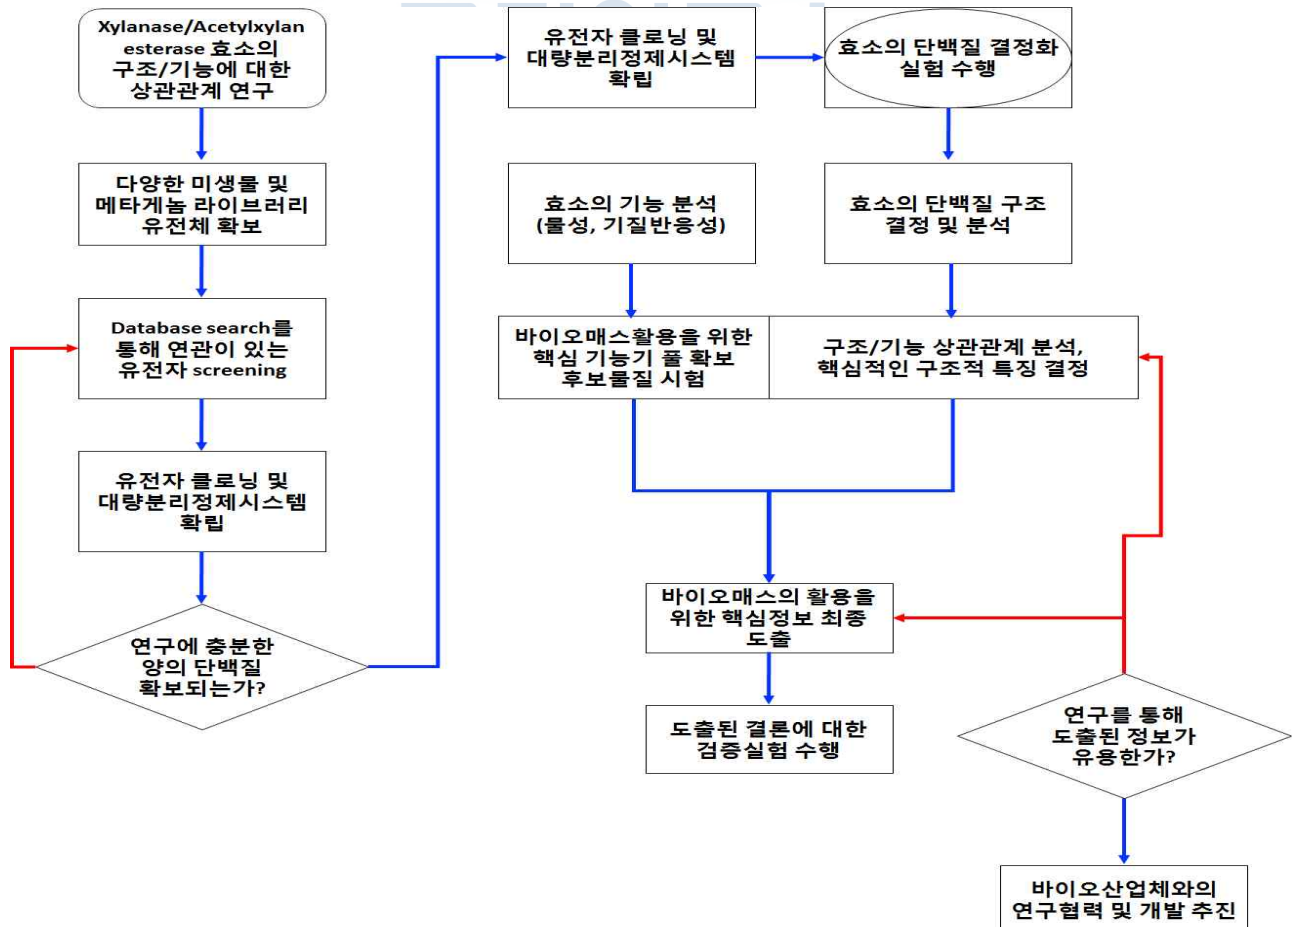 Xylanase/Acetylxylan
esterase 효소의
구조/기능에 대한
상관관계 연구
다양한 미생물 및
메타게놈 라이브러리
유전체 확보
Database search를
통해 연관이 있는
유전자 screening
유전자 클로닝 및
대량분리정제시스템
확립
연구에 충분한
양의 단백질
확보되는가?
유전자 클로닝 및
대량분리정제시스템
확립
효소의 단백질 결정화
실험 수행
효소의 기능 분석
(물성, 기질반응성)
효소의 단백질 구조
결정 및 분석
바이오매스활용을 위한
핵심 기능기 풀 확보
후보물질 시험
구조/기능 상관관계 분석,
핵심적인 구조적 특징 결정
바이오매스의 활용을
위한 핵심정보 최종
도출
도출된 결론에 대한
검증실험 수행
연구를 통해
도출된 정보가
유용한가?
바이오산업체와의
연구협력 및 개발 추진